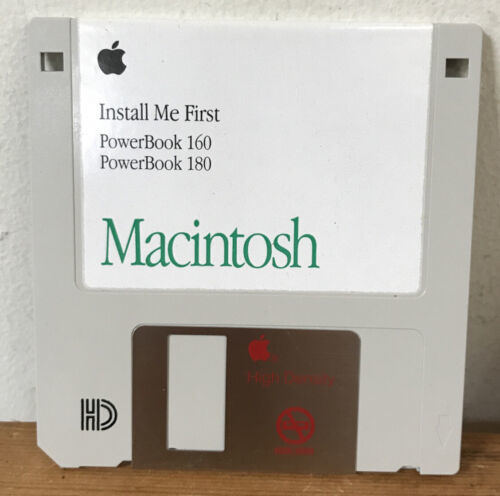 Install Me First
PowerBook 160
PowerBook 180
Macintosh
High Density
HD